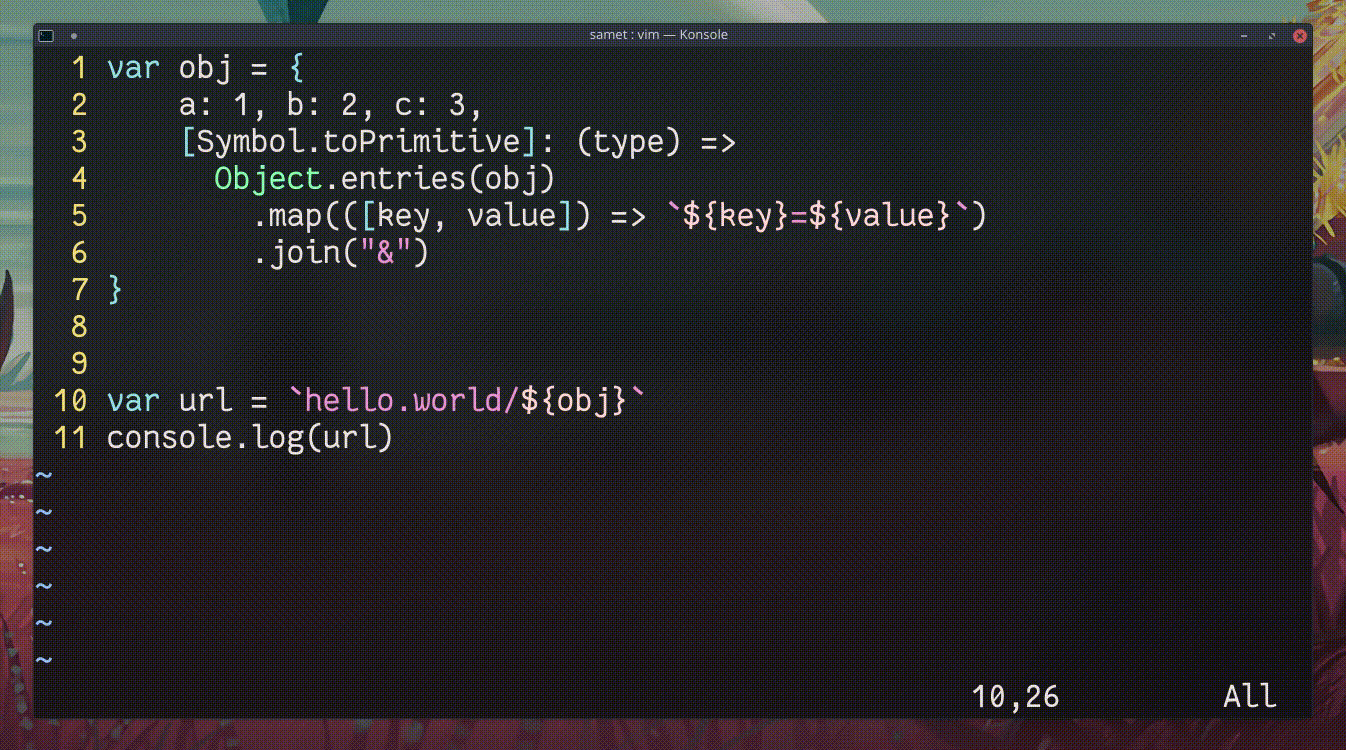 samet : vim — Konsole
1 var obj = {
2     a: 1, b: 2, c: 3,
3     [Symbol.toPrimitive]: (type) =>
4       Object.entries(obj)
5         .map(([key, value]) => `${key}=${value}`)
6         .join("&")
7 }
8
9
10 var url = `hello.world/${obj}`
11 console.log(url)
~
~
~
~
~
~
10,26 All